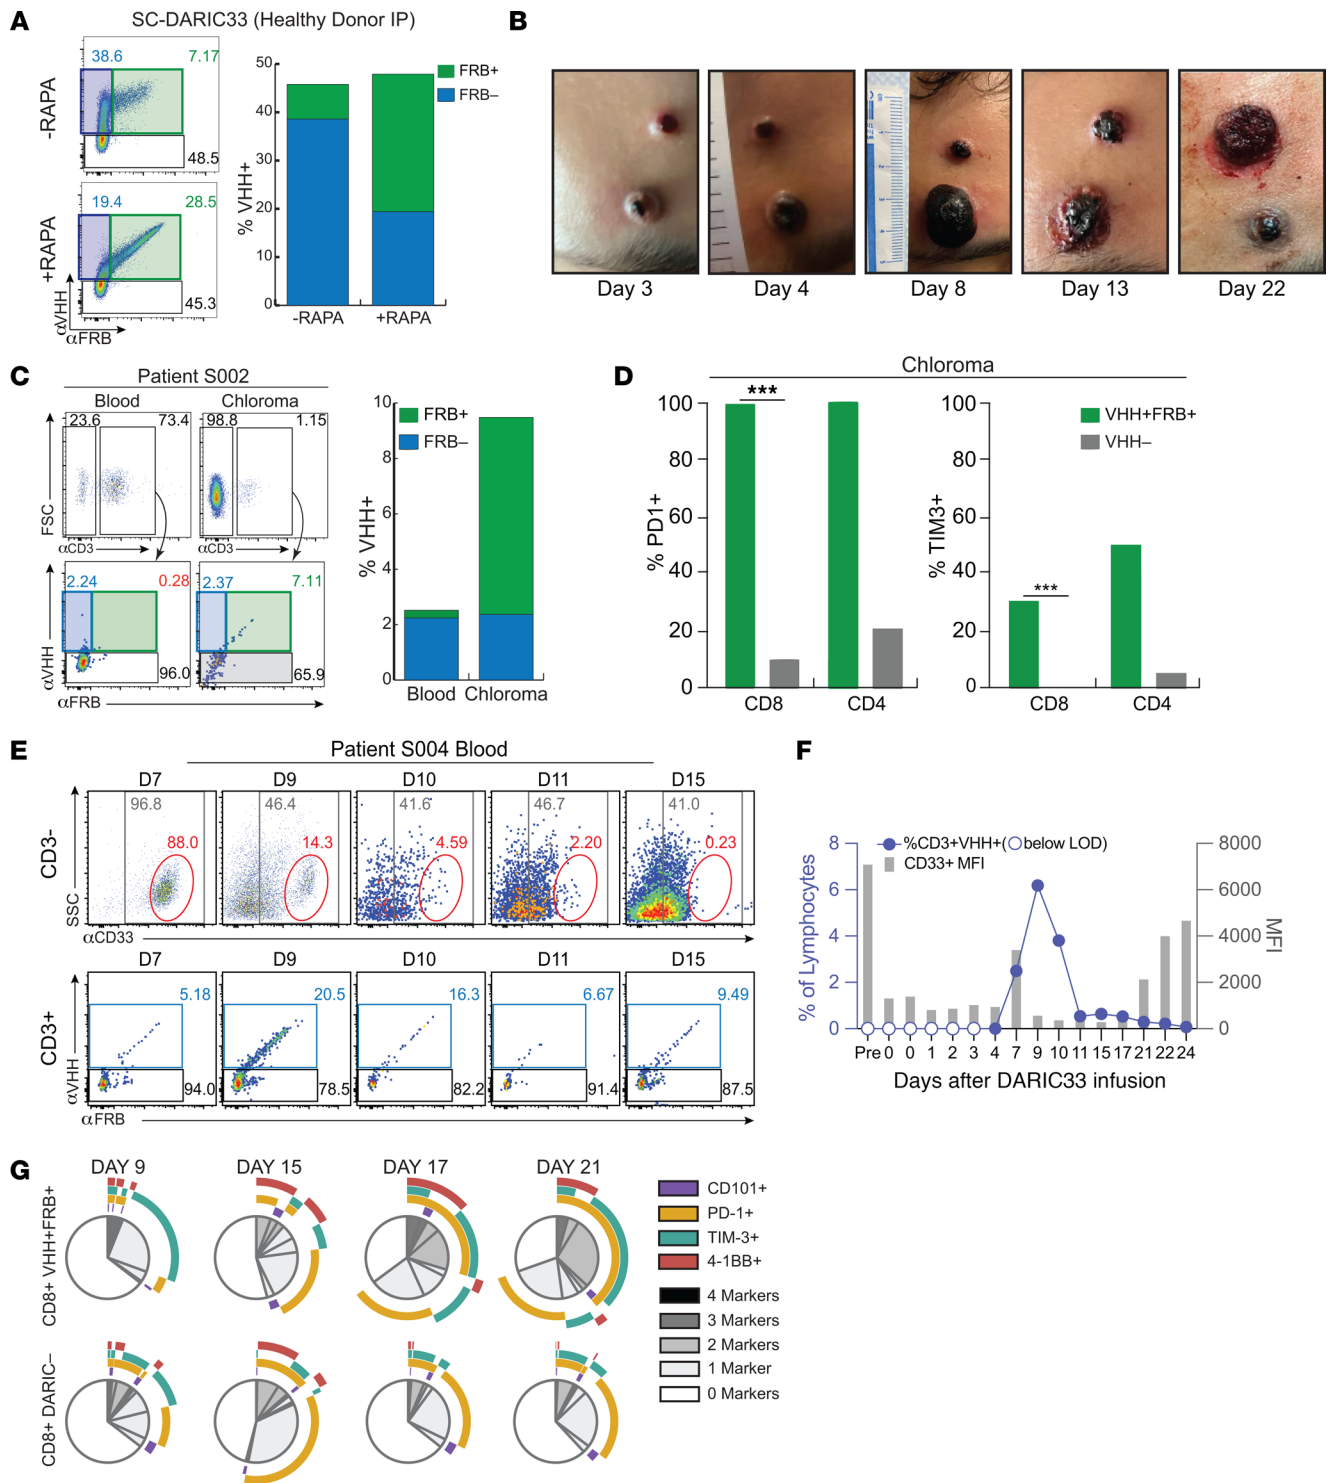 A
SC-DARIC33 (Healthy Donor IP)
-RAPA
38.6
7.17
48.5
+RAPA
19.4
28.5
45.3
αVHH
αFRB
% VHH+
50
40
30
20
10
0
-RAPA
+RAPA
FRB+
FRB–
B
Day 3
Day 4
Day 8
Day 13
Day 22
C
Patient S002
Blood
Chloroma
23.6
73.4
98.8
1.15
FSC
αCD3
αCD3
2.24
0.28
2.37
7.11
96.0
65.9
αVHH
αFRB
% VHH+
10
8
6
4
2
0
FRB+
FRB–
Blood
Chloroma
D
Chloroma
% PD1+
100
80
60
40
20
0
***
CD8
CD4
% TIM3+
100
80
60
40
20
0
***
CD8
CD4
VHH+FRB+
VHH–
E
Patient S004 Blood
D7
D9
D10
D11
D15
CD3-
SSC
96.8
88.0
46.4
14.3
41.6
4.59
46.7
2.20
41.0
0.23
αCD33
D7
D9
D10
D11
D15
CD3+
αVHH
5.18
94.0
20.5
78.5
16.3
82.2
6.67
91.4
9.49
87.5
αFRB
F
%CD3+VHH+( below LOD)
CD33+ MFI
% of Lymphocytes
8
6
4
2
0
8000
6000
4000
2000
0
MFI
Pre 0 0 1 2 3 4 7 9 10 11 15 17 21 22 24
Days after DARIC33 infusion
G
DAY 9
DAY 15
DAY 17
DAY 21
CD8+ VHH+FRB+
CD8+ DARIC–
CD101+
PD-1+
TIM-3+
4-1BB+
4 Markers
3 Markers
2 Markers
1 Marker
0 Markers